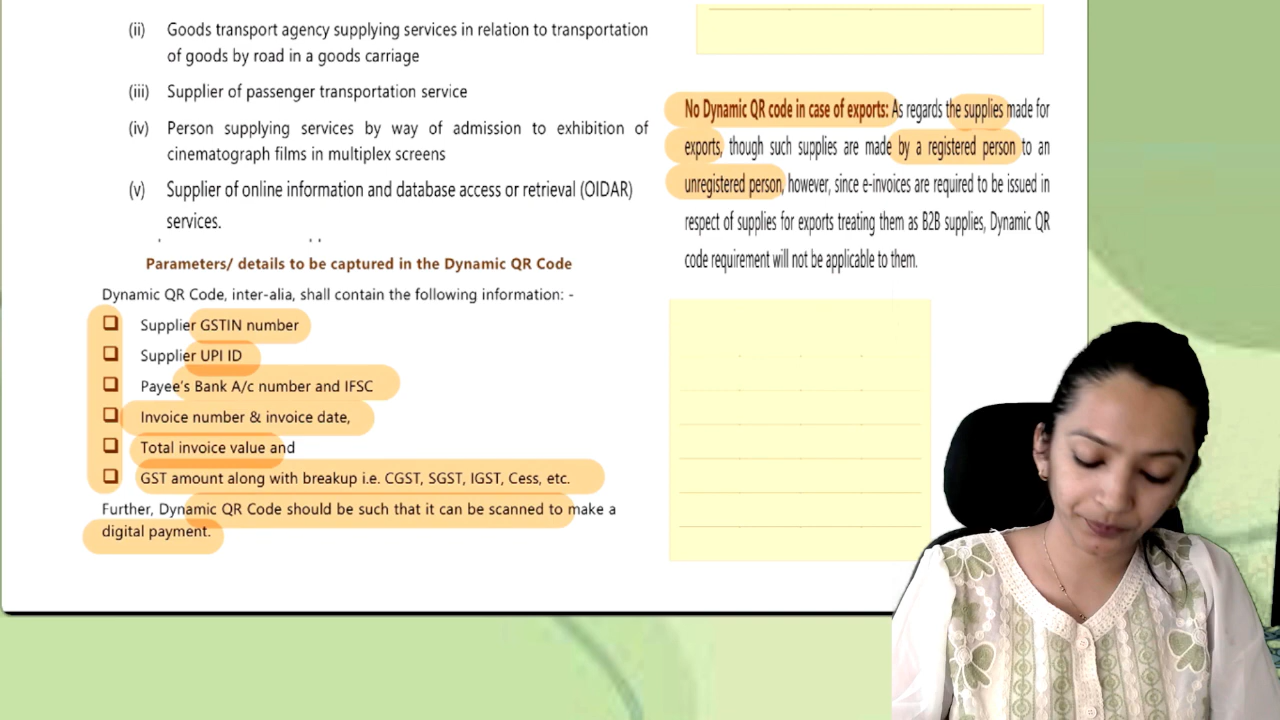 (ii) Goods transport agency supplying services in relation to transportation
of goods by road in a goods carriage
(iii) Supplier of passenger transportation service
(iv) Person supplying services by way of admission to exhibition of
cinematograph films in multiplex screens
(v) Supplier of online information and database access or retrieval (OIDAR)
services.
Parameters/ details to be captured in the Dynamic QR Code
Dynamic QR Code, inter-alia, shall contain the following information: -
❑ Supplier GSTIN number
❑ Supplier UPI ID
❑ Payee's Bank A/c number and IFSC
❑ Invoice number & invoice date,
❑ Total invoice value and
❑ GST amount along with breakup i.e. CGST, SGST, IGST, Cess, etc.
Further, Dynamic QR Code should be such that it can be scanned to make a
digital payment.
No Dynamic QR code in case of exports: As regards the supplies made for
exports, though such supplies are made by a registered person to an
unregistered person, however, since e-invoices are required to be issued in
respect of supplies for exports treating them as B2B supplies, Dynamic QR
code requirement will not be applicable to them.